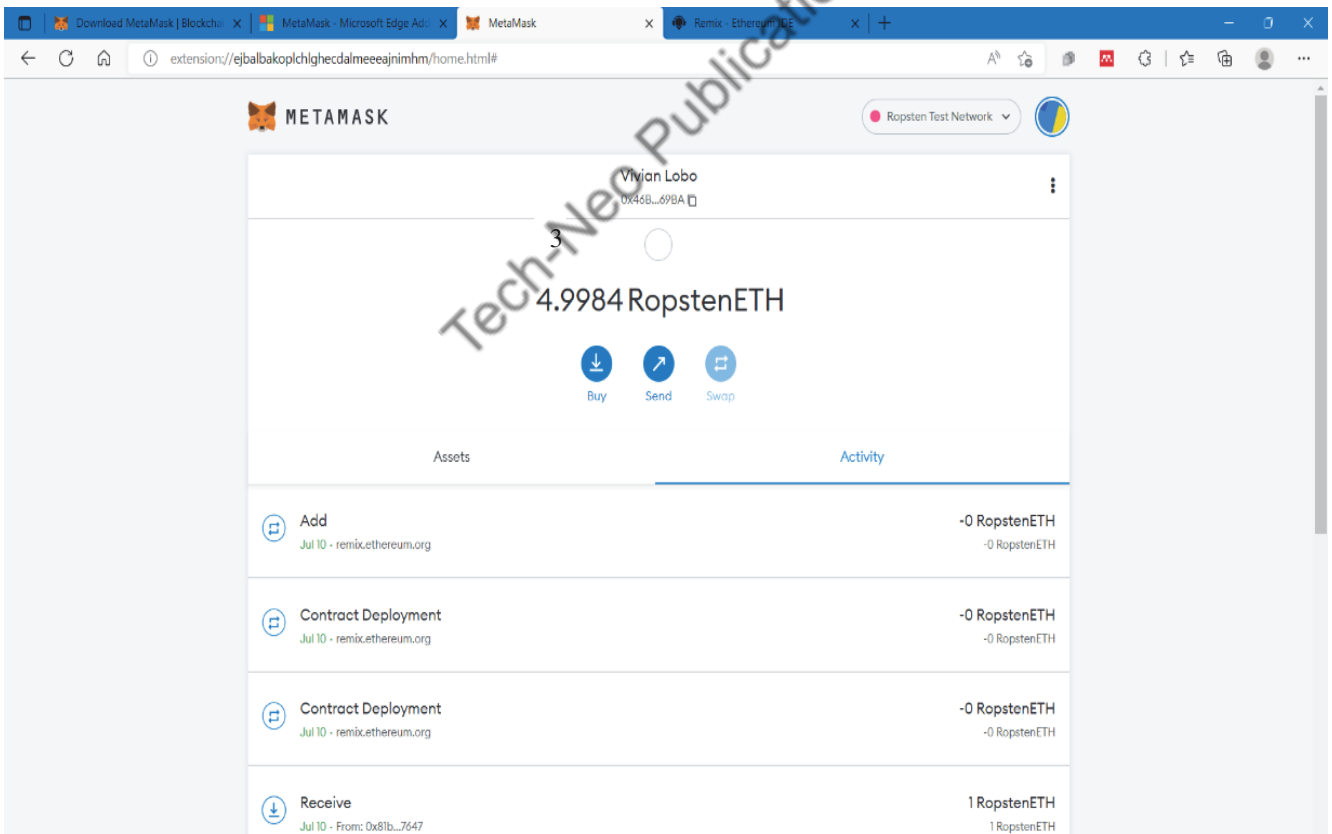 Download MetaMask | Blockchai
MetaMask - Microsoft Edge Add
MetaMask
Remix - Ethereum IDE
extension://ejbalbakoplchlghecdalmeeeajnimhm/home.html#
METAMASK
Ropsten Test Network
Vivian Lobo
0X46B...69BA
3
4.9984 RopstenETH
Buy
Send
Swap
Assets
Activity
Add
-0 RopstenETH
Jul 10 - remix.ethereum.org
-0 RopstenETH
Contract Deployment
-0 RopstenETH
Jul 10 - remix.ethereum.org
-0 RopstenETH
Contract Deployment
-0 RopstenETH
Jul 10 - remix.ethereum.org
-0 RopstenETH
Receive
1 RopstenETH
Jul 10 - From: 0x81b...7647
1 RopstenETH
Tech-Neo